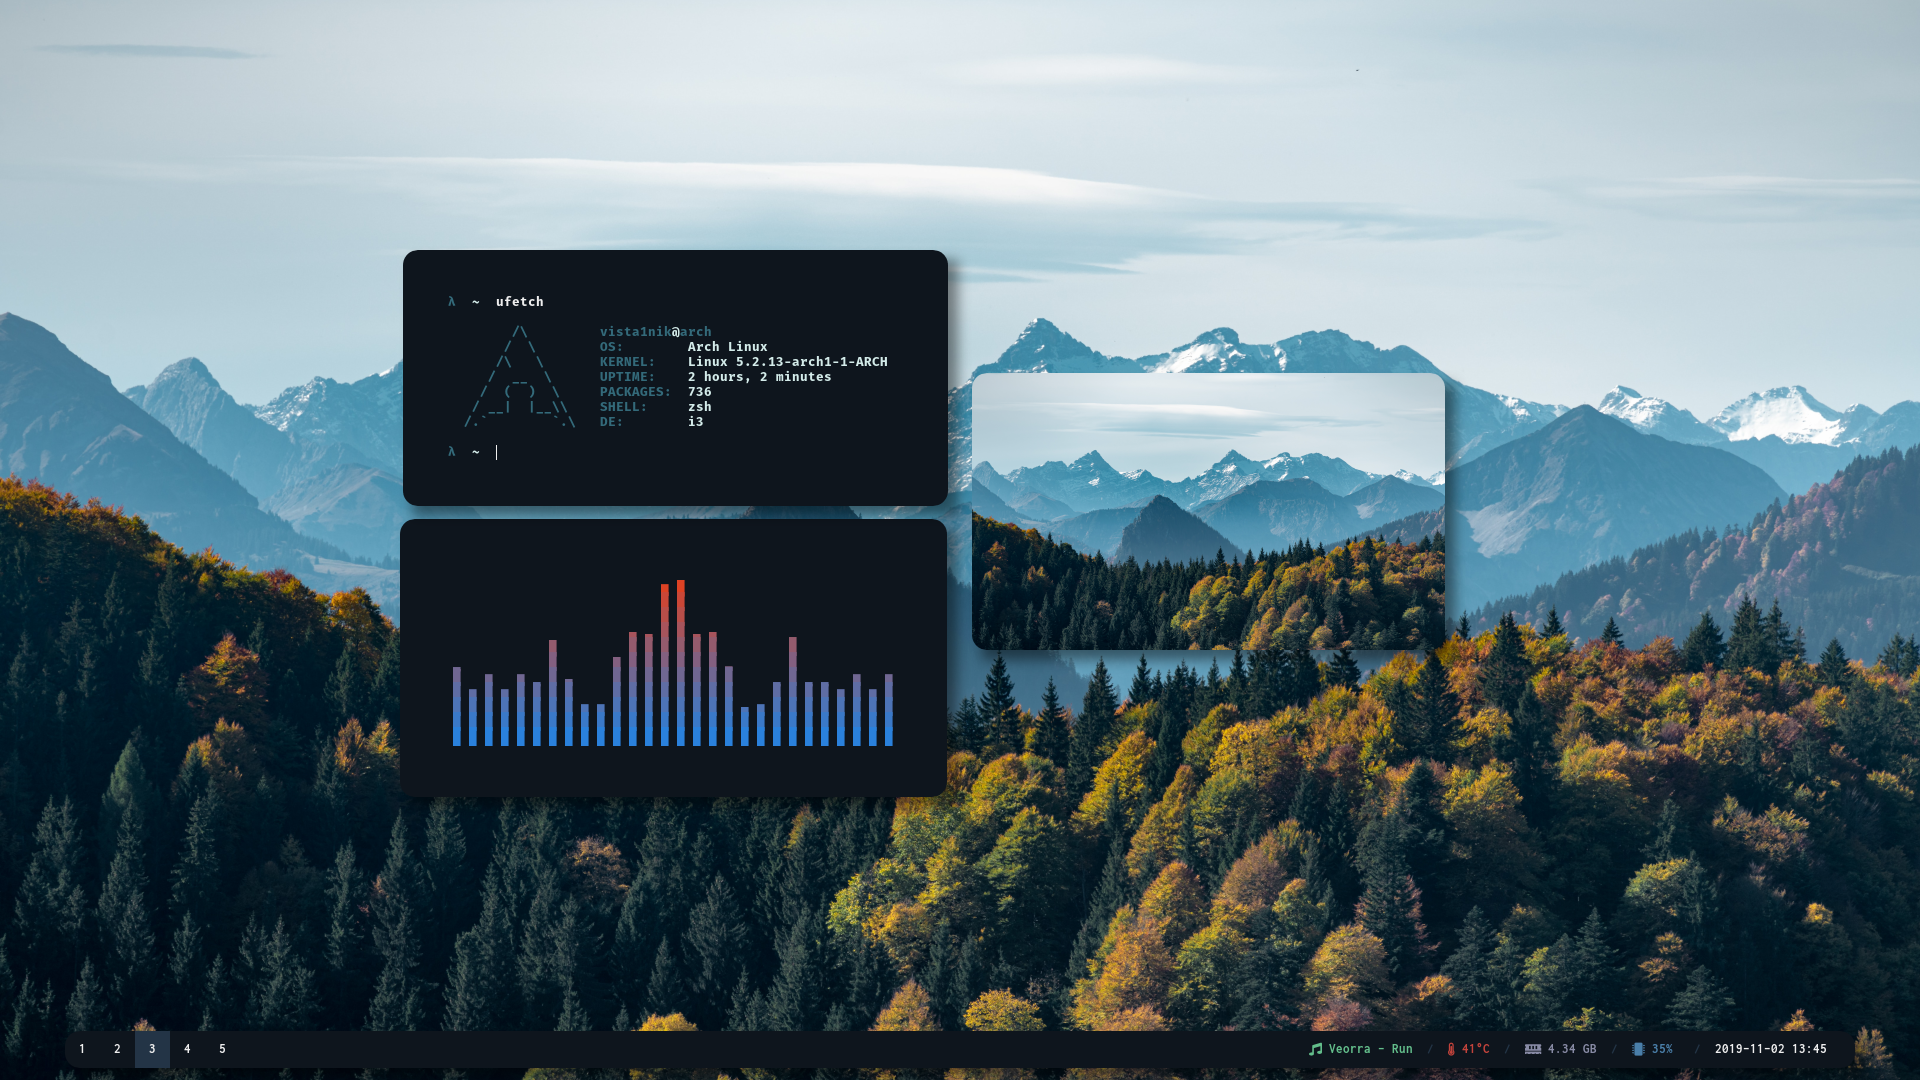 λ ~ ufetch
vista1nik@arch
OS: Arch Linux
KERNEL: Linux 5.2.13-arch1-1-ARCH
UPTIME: 2 hours, 2 minutes
PACKAGES: 736
SHELL: zsh
DE: i3
λ ~
1 2 3 4 5 Veorra - Run / 41°C / 4.34 GB / 35% / 2019-11-02 13:45